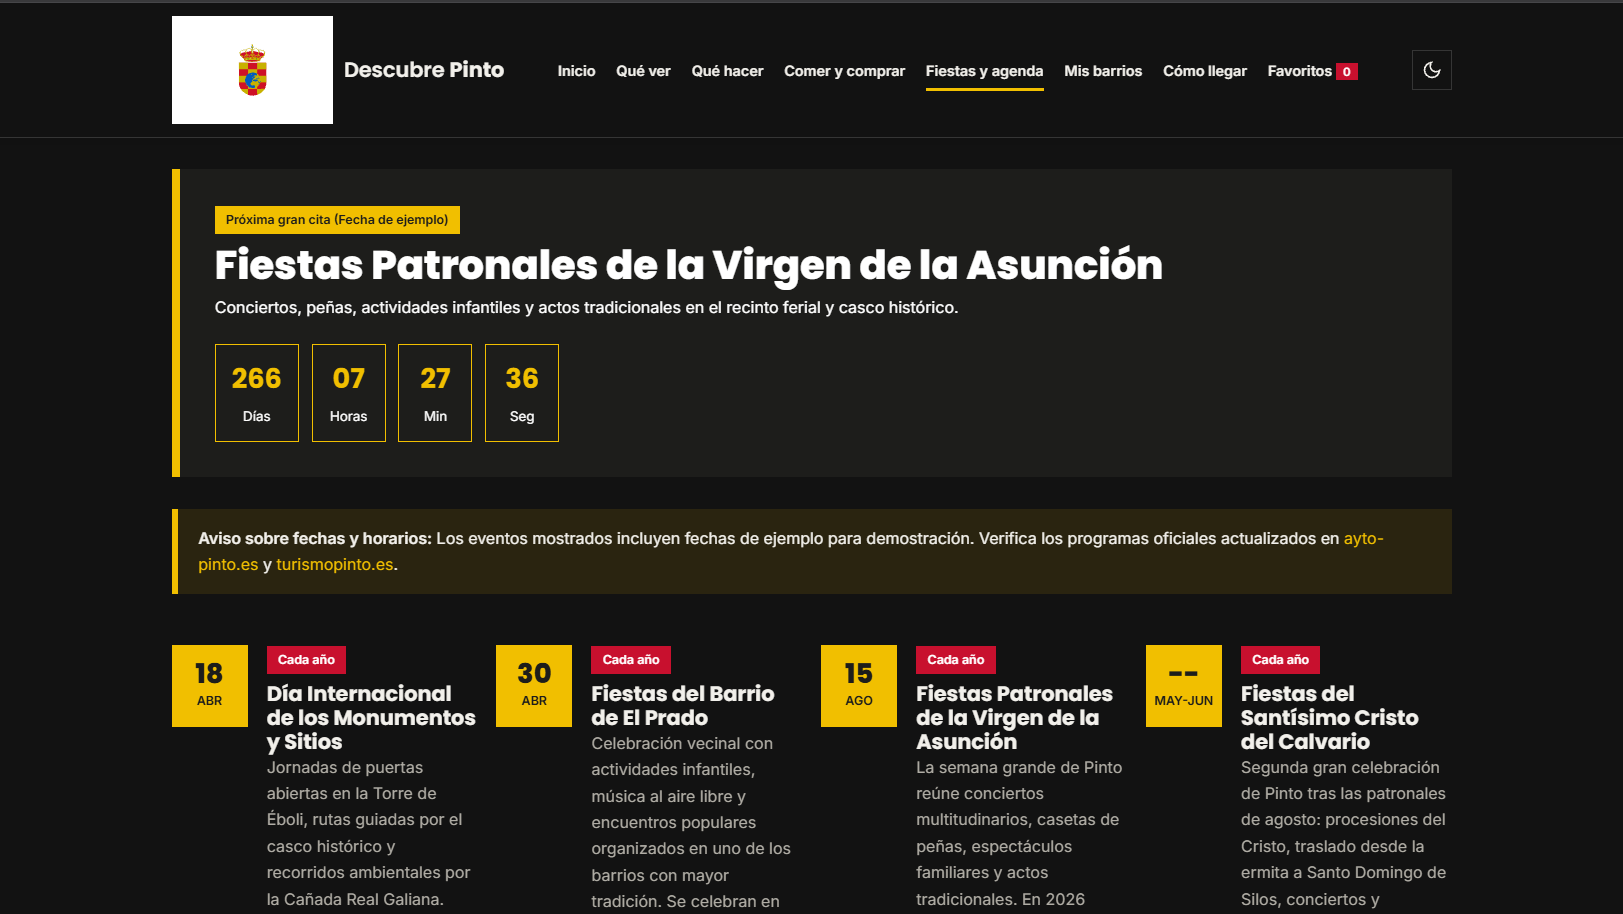 Descubre Pinto
Inicio Qué ver Qué hacer Comer y comprar Fiestas y agenda Mis barrios Cómo llegar Favoritos 0
Próxima gran cita (Fecha de ejemplo)
Fiestas Patronales de la Virgen de la Asunción
Conciertos, peñas, actividades infantiles y actos tradicionales en el recinto ferial y casco histórico.
266 07 27 36
Días Horas Min Seg
Aviso sobre fechas y horarios: Los eventos mostrados incluyen fechas de ejemplo para demostración. Verifica los programas oficiales actualizados en ayto-
pinto.es y turismopinto.es.
18
ABR
Cada año
Día Internacional
de los Monumentos
y Sitios
Jornadas de puertas
abiertas en la Torre de
Éboli, rutas guiadas por el
casco histórico y
recorridos ambientales por
la Cañada Real Galiana.
30
ABR
Cada año
Fiestas del Barrio
de El Prado
Celebración vecinal con
actividades infantiles,
música al aire libre y
encuentros populares
organizados en uno de los
barrios con mayor
tradición. Se celebran en
15
AGO
Cada año
Fiestas Patronales
de la Virgen de la
Asunción
La semana grande de Pinto
reúne conciertos
multitudinarios, casetas de
peñas, espectáculos
familiares y actos
tradicionales. En 2026
--
MAY-JUN
Cada año
Fiestas del
Santísimo Cristo
del Calvario
Segunda gran celebración
de Pinto tras las patronales
de agosto: procesiones del
Cristo, traslado desde la
ermita a Santo Domingo de
Silos, conciertos y